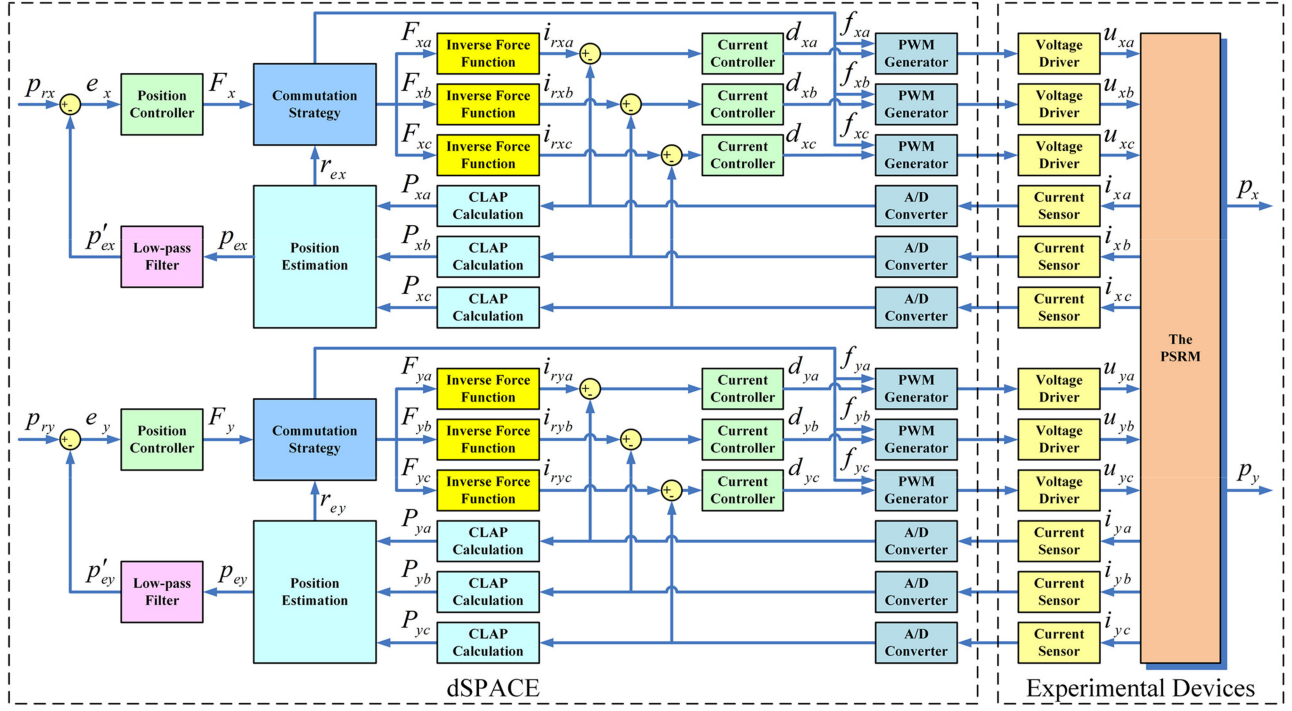 p_rx
+
-
e_x
Position
Controller
F_x
Commutation
Strategy
F_xa
Inverse Force
Function
i_rxa
+
-
Current
Controller
d_xa
f_xa
PWM
Generator
Voltage
Driver
u_xa
F_xb
Inverse Force
Function
i_rxb
+
-
Current
Controller
d_xb
f_xb
PWM
Generator
Voltage
Driver
u_xb
F_xc
Inverse Force
Function
i_rxc
+
-
Current
Controller
d_xc
f_xc
PWM
Generator
Voltage
Driver
u_xc
r_ex
P_xa
CLAP
Calculation
A/D
Converter
Current
Sensor
i_xa
p_x
p′_ex
Low-pass
Filter
p_ex
Position
Estimation
P_xb
CLAP
Calculation
A/D
Converter
Current
Sensor
i_xb
P_xc
CLAP
Calculation
A/D
Converter
Current
Sensor
i_xc
The
PSRM
p_ry
+
-
e_y
Position
Controller
F_y
Commutation
Strategy
F_ya
Inverse Force
Function
i_rya
+
-
Current
Controller
d_ya
f_ya
PWM
Generator
Voltage
Driver
u_ya
F_yb
Inverse Force
Function
i_ryb
+
-
Current
Controller
d_yb
f_yb
PWM
Generator
Voltage
Driver
u_yb
F_yc
Inverse Force
Function
i_ryc
+
-
Current
Controller
d_yc
f_yc
PWM
Generator
Voltage
Driver
u_yc
p_y
r_ey
P_ya
CLAP
Calculation
A/D
Converter
Current
Sensor
i_ya
p′_ey
Low-pass
Filter
p_ey
Position
Estimation
P_yb
CLAP
Calculation
A/D
Converter
Current
Sensor
i_yb
P_yc
CLAP
Calculation
A/D
Converter
Current
Sensor
i_yc
dSPACE
Experimental Devices